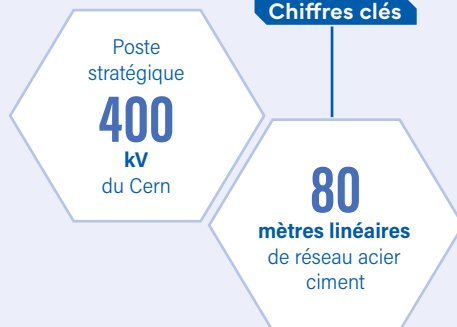 Chiffres clés
Poste
stratégique
400
kV
du Cern
80
mètres linéaires
de réseau acier
ciment